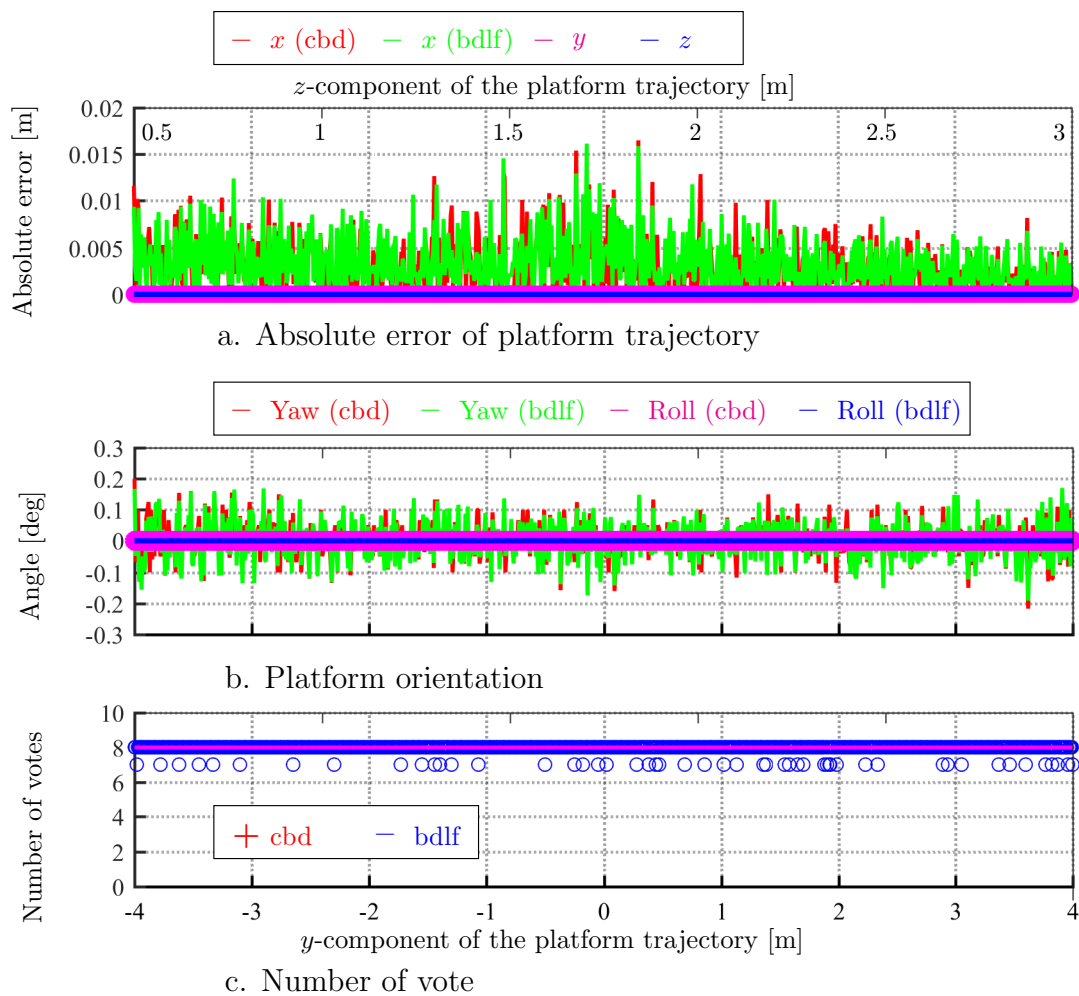 − x (cbd) − x (bdlf) − y − z
z-component of the platform trajectory [m]
0.5 1 1.5 2 2.5 3
Absolute error [m]
0.02
0.015
0.01
0.005
0
a. Absolute error of platform trajectory
− Yaw (cbd) − Yaw (bdlf) − Roll (cbd) − Roll (bdlf)
Angle [deg]
0.3
0.2
0.1
0
-0.1
-0.2
-0.3
b. Platform orientation
Number of votes
10
8
6
4
2
0
+ cbd − bdlf
-4 -3 -2 -1 0 1 2 3 4
y-component of the platform trajectory [m]
c. Number of vote